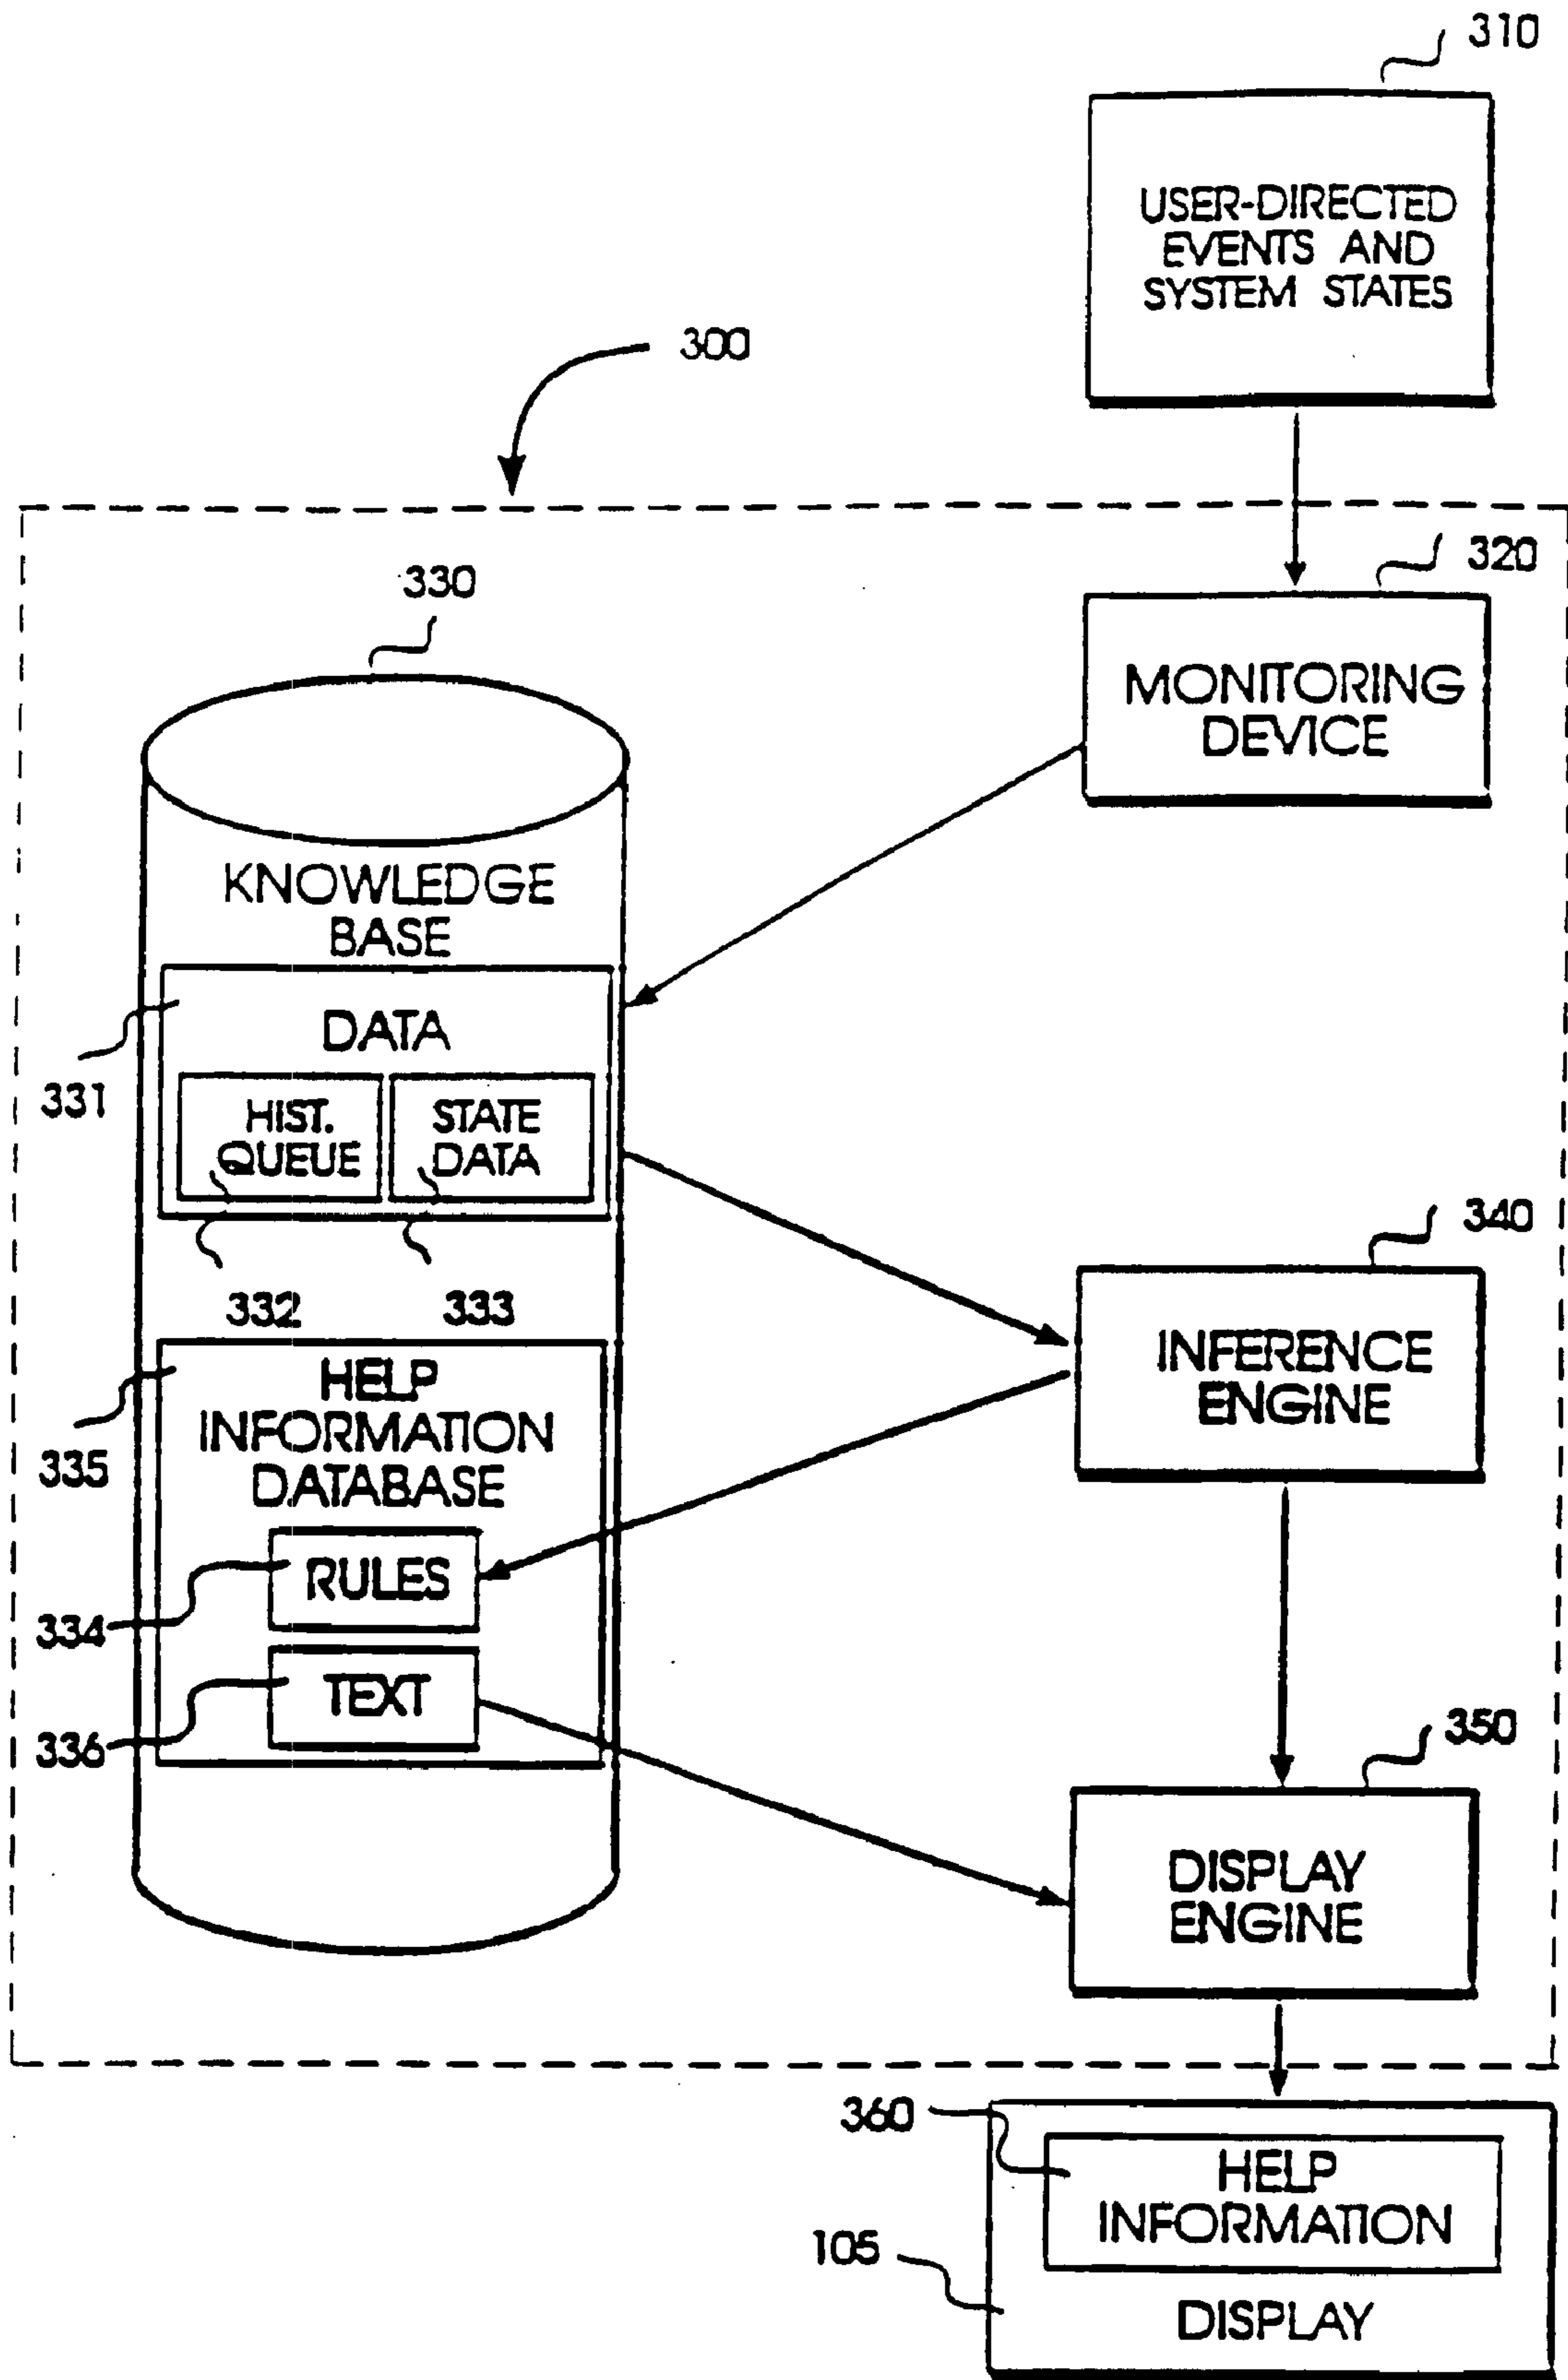 310
USER-DIRECTED
EVENTS AND
SYSTEM STATES
300
320
330
MONITORING
DEVICE
KNOWLEDGE
BASE
DATA
331
HIST.
QUEUE
STATE
DATA
332
333
340
INFERENCE
ENGINE
HELP
INFORMATION
DATABASE
335
RULES
334
TEXT
336
350
DISPLAY
ENGINE
360
HELP
INFORMATION
105
DISPLAY